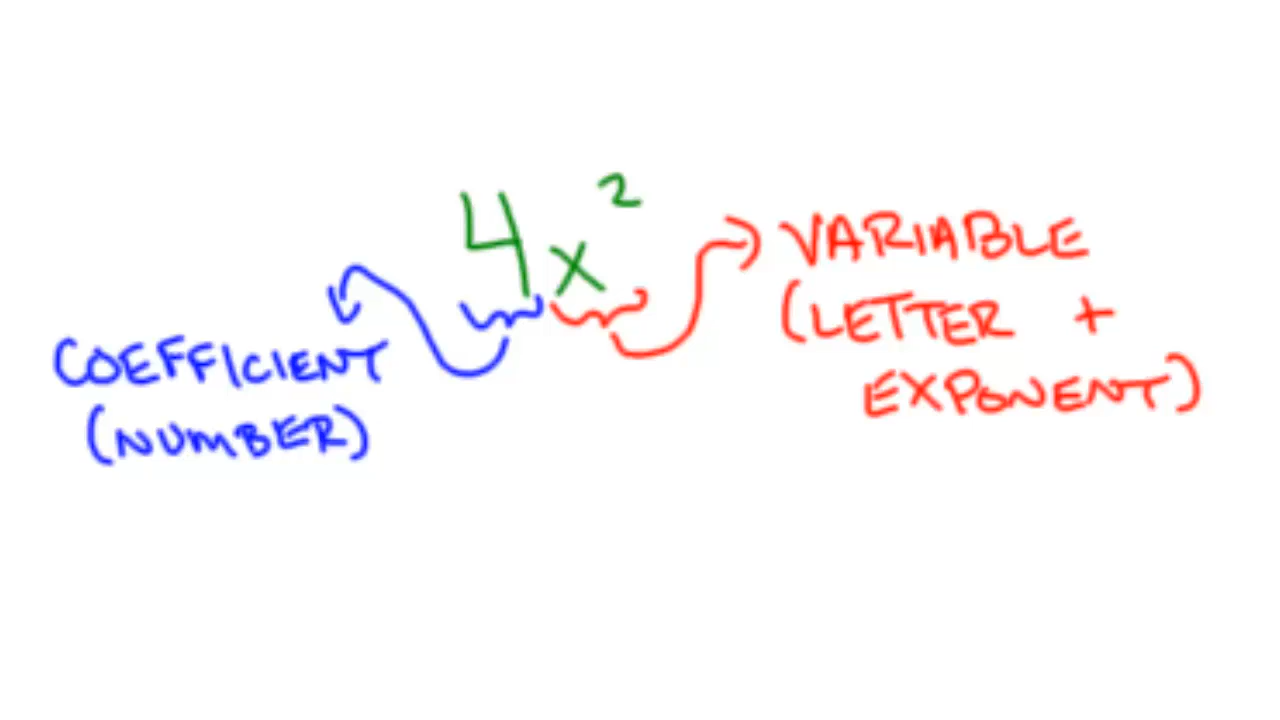 4x²
VARIABLE
(LETTER +
EXPONENT)
COEFFICIENT
(NUMBER)